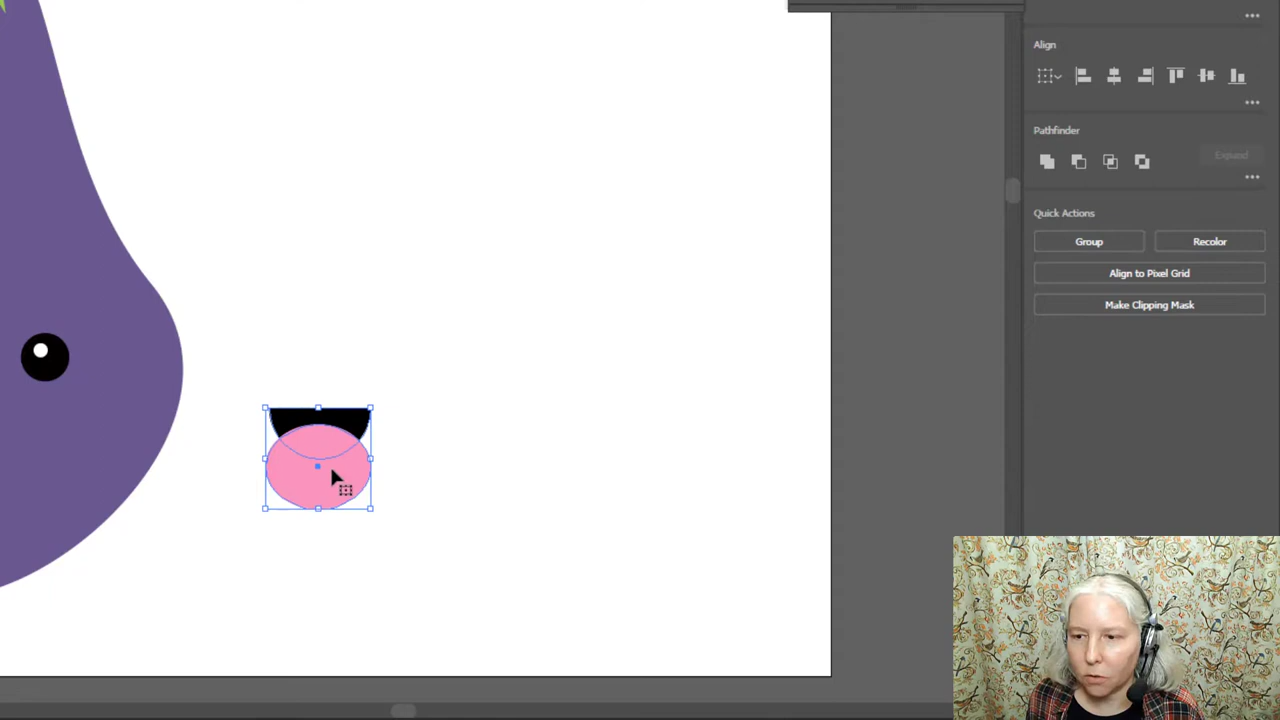 Align
Pathfinder
Expand
Quick Actions
Group
Recolor
Align to Pixel Grid
Make Clipping Mask